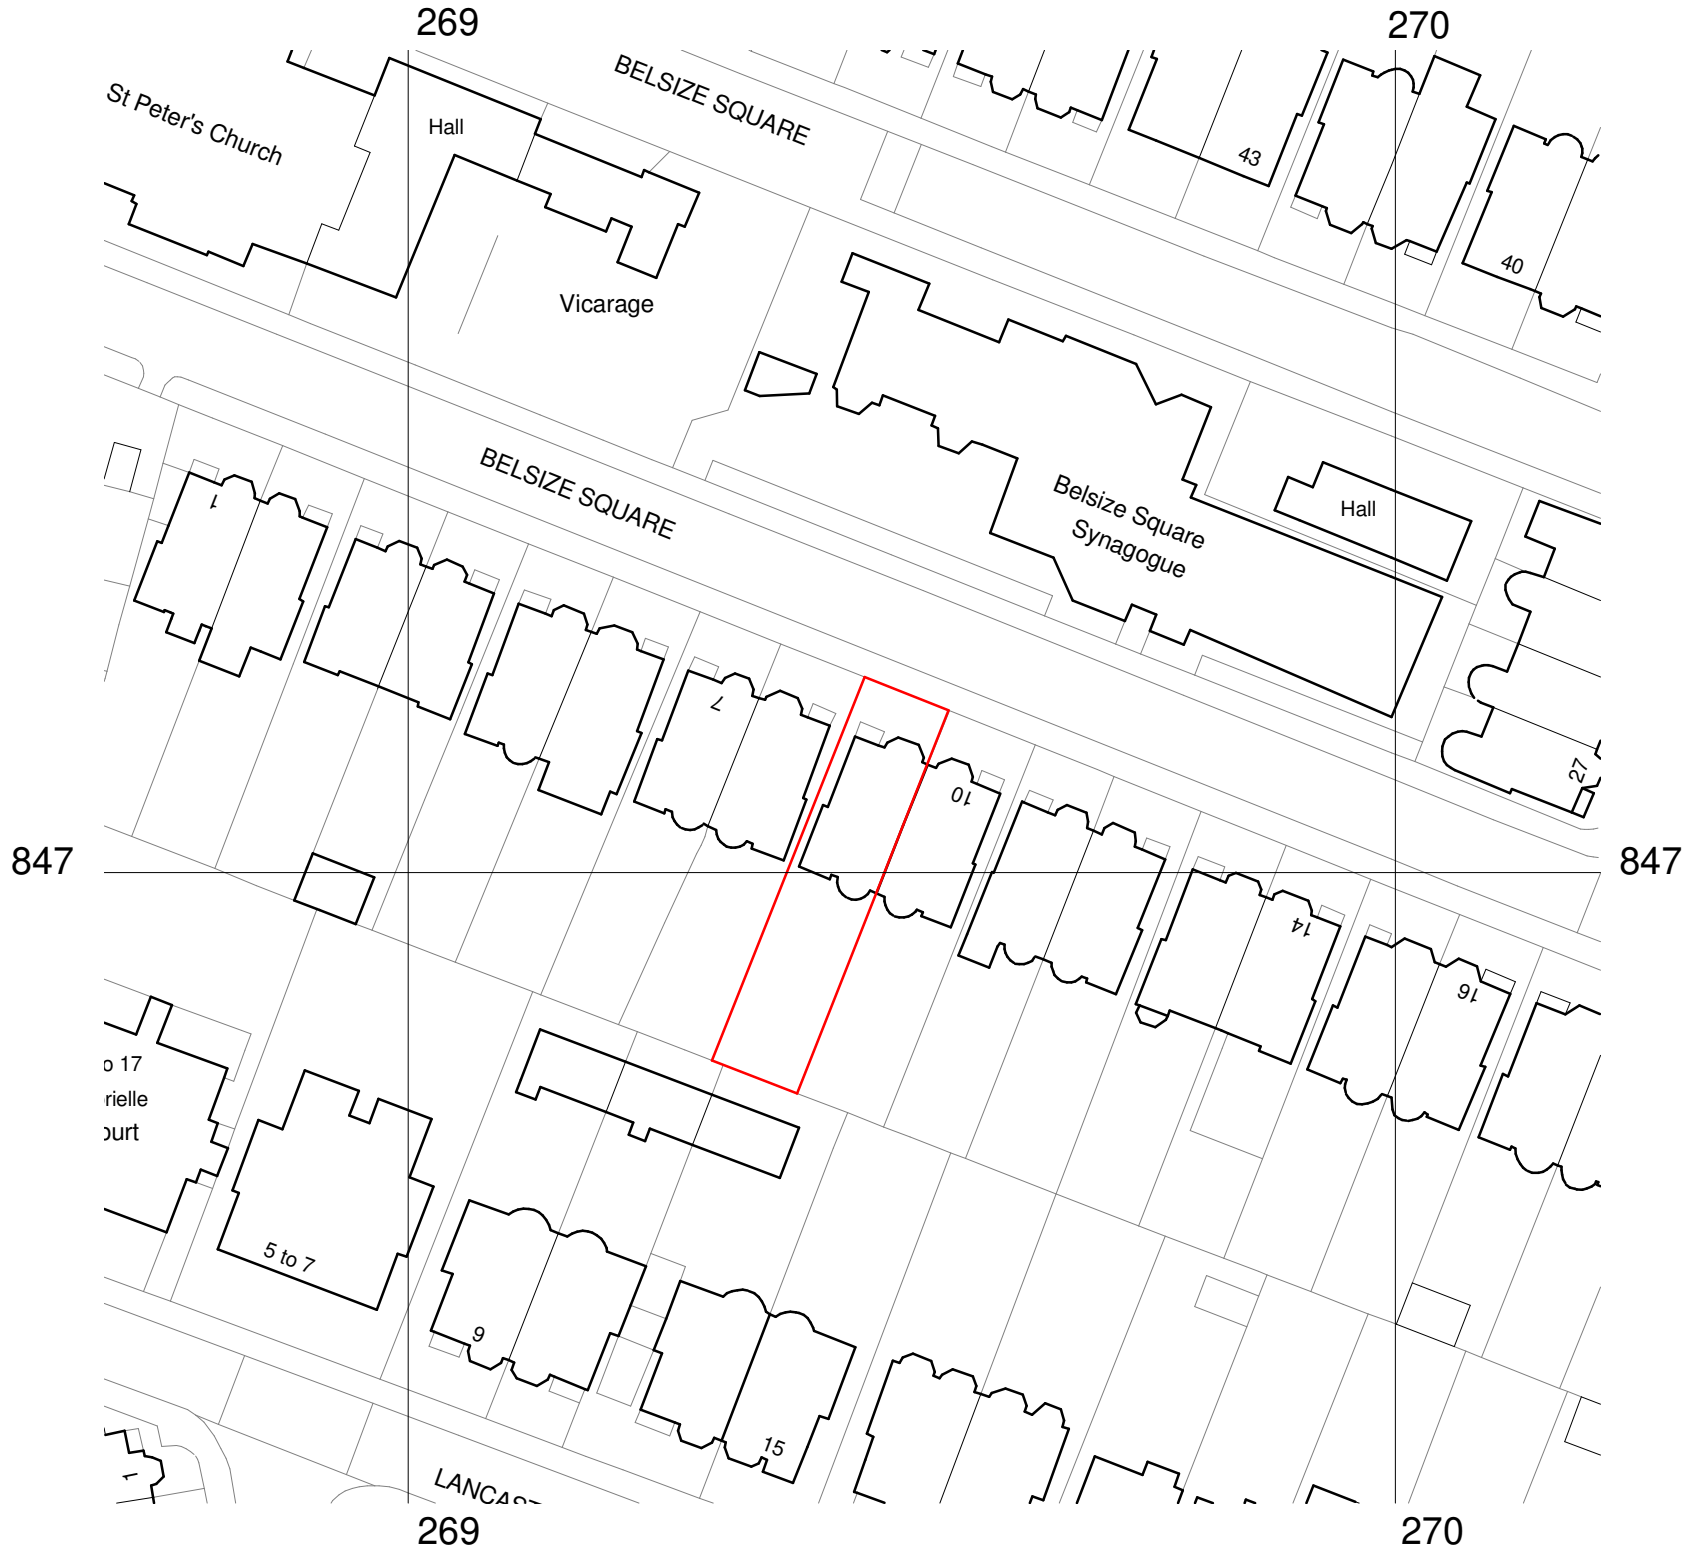 269
270
BELSIZE SQUARE
St Peter's Church
Hall
43
40
Vicarage
BELSIZE SQUARE
1
Belsize Square
Synagogue
Hall
7
27
10
847
847
14
16
o 17
rielle
ourt
5 to 7
9
15
1
LANCAST
269
270